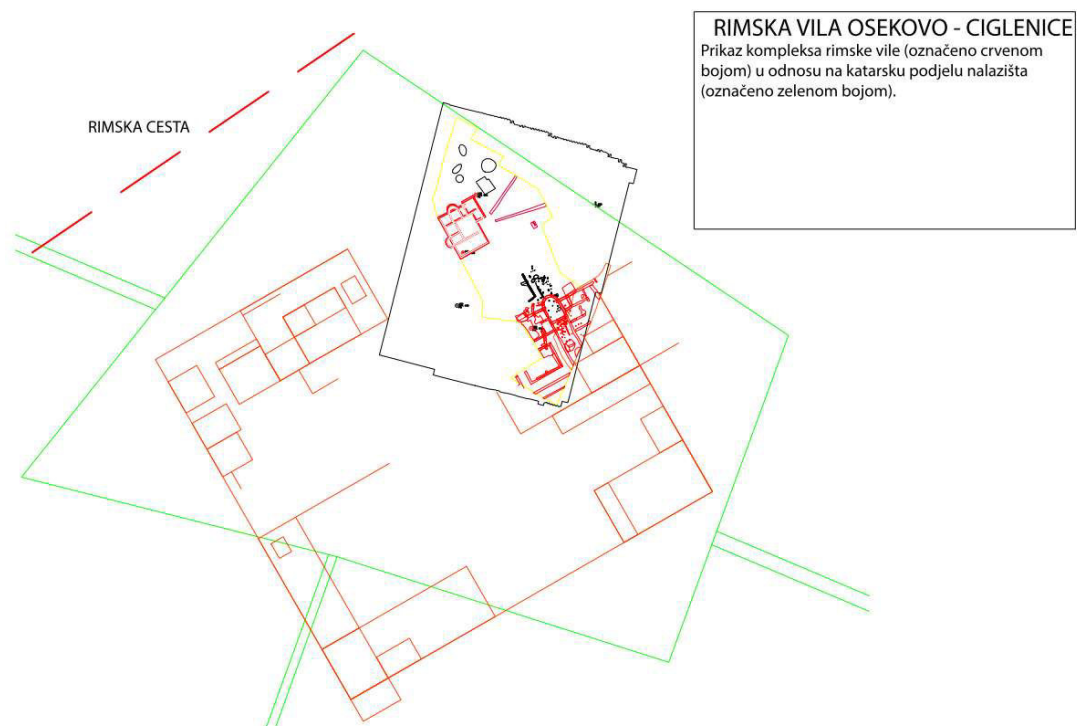 RIMSKA VILA OSEKOVO - CIGLENICE
Prikaz kompleksa rimske vile (označeno crvenom
bojom) u odnosu na katarsku podjelu nalazišta
(označeno zelenom bojom).
RIMSKA CESTA